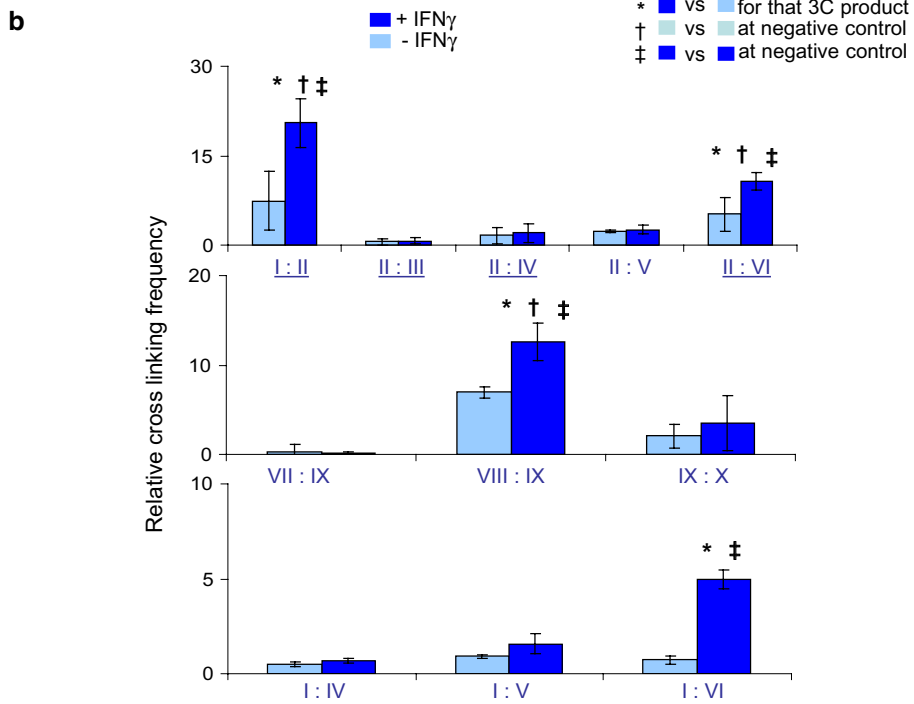 b
+ IFNγ
- IFNγ
* vs for that 3C product
† vs at negative control
‡ vs at negative control
Relative cross linking frequency
30
* † ‡
* † ‡
15
0
I : II
II : III
II : IV
II : V
II : VI
20
* † ‡
10
0
VII : IX
VIII : IX
IX : X
10
* ‡
5
0
I : IV
I : V
I : VI